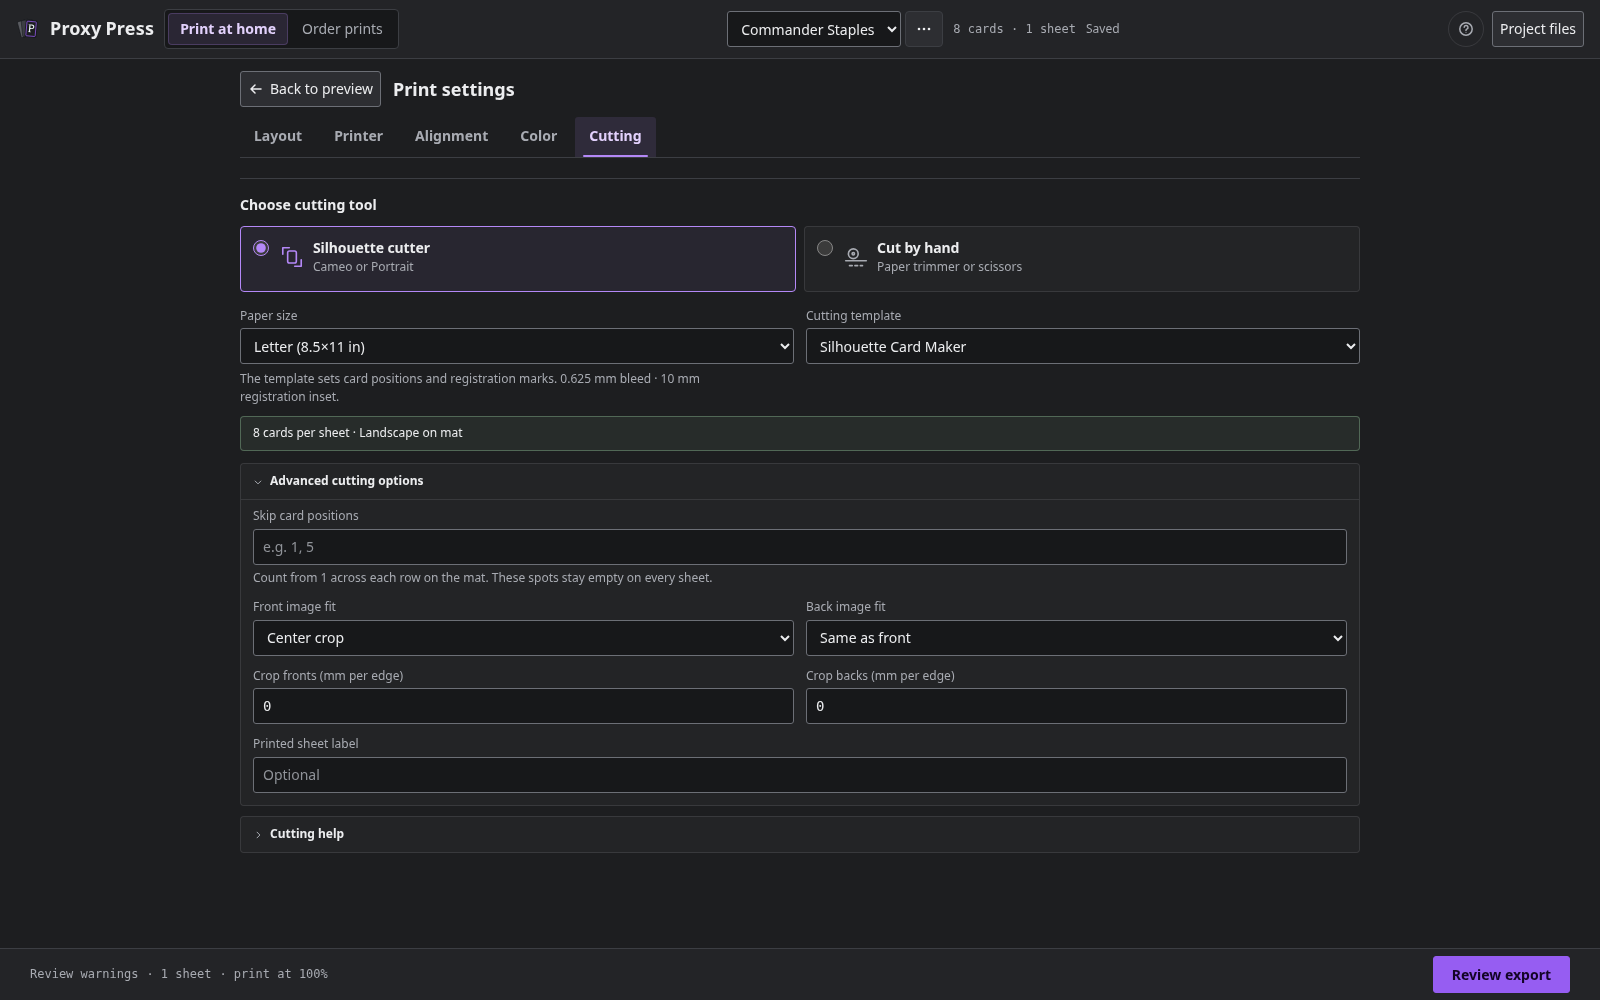 P Proxy Press
Print at home
Order prints
Commander Staples
8 cards · 1 sheet Saved
Project files
← Back to preview
Print settings
Layout
Printer
Alignment
Color
Cutting
Choose cutting tool
Silhouette cutter
Cameo or Portrait
Cut by hand
Paper trimmer or scissors
Paper size
Cutting template
Letter (8.5×11 in)
Silhouette Card Maker
The template sets card positions and registration marks. 0.625 mm bleed · 10 mm
registration inset.
8 cards per sheet · Landscape on mat
Advanced cutting options
Skip card positions
e.g. 1, 5
Count from 1 across each row on the mat. These spots stay empty on every sheet.
Front image fit
Back image fit
Center crop
Same as front
Crop fronts (mm per edge)
Crop backs (mm per edge)
0
0
Printed sheet label
Optional
Cutting help
Review warnings · 1 sheet · print at 100%
Review export